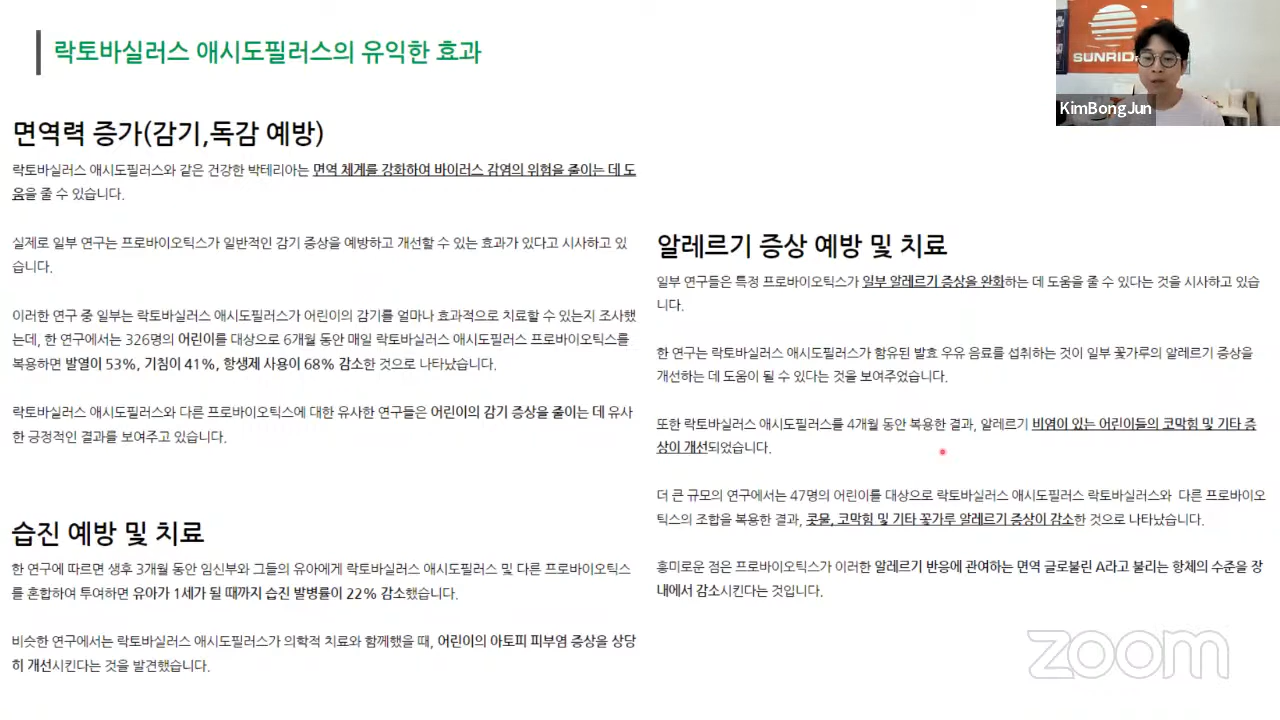 락토바실러스 애시도필러스의 유익한 효과
면역력 증가(감기,독감 예방)
락토바실러스 애시도필러스와 같은 건강한 박테리아는 면역 체계를 강화하여 바이러스 감염의 위험을 줄이는 데 도
움을 줄 수 있습니다.
실제로 일부 연구는 프로바이오틱스가 일반적인 감기 증상을 예방하고 개선할 수 있는 효과가 있다고 시사하고 있
습니다.
이러한 연구 중 일부는 락토바실러스 애시도필러스가 어린이의 감기를 얼마나 효과적으로 치료할 수 있는지 조사했
는데, 한 연구에서는 326명의 어린이를 대상으로 6개월 동안 매일 락토바실러스 애시도필러스 프로바이오틱스를
복용하면 발열이 53%, 기침이 41%, 항생제 사용이 68% 감소한 것으로 나타났습니다.
락토바실러스 애시도필러스와 다른 프로바이오틱스에 대한 유사한 연구들은 어린이의 감기 증상을 줄이는 데 유사
한 긍정적인 결과를 보여주고 있습니다.
습진 예방 및 치료
한 연구에 따르면 생후 3개월 동안 임신부와 그들의 유아에게 락토바실러스 애시도필러스 및 다른 프로바이오틱스
를 혼합하여 투여하면 유아가 1세가 될 때까지 습진 발병률이 22% 감소했습니다.
비슷한 연구에서는 락토바실러스 애시도필러스가 의학적 치료와 함께했을 때, 어린이의 아토피 피부염 증상을 상당
히 개선시킨다는 것을 발견했습니다.
알레르기 증상 예방 및 치료
일부 연구들은 특정 프로바이오틱스가 일부 알레르기 증상을 완화하는 데 도움을 줄 수 있다는 것을 시사하고 있습
니다.
한 연구는 락토바실러스 애시도필러스가 함유된 발효 우유 음료를 섭취하는 것이 일부 꽃가루의 알레르기 증상을
개선하는 데 도움이 될 수 있다는 것을 보여주었습니다.
또한 락토바실러스 애시도필러스를 4개월 동안 복용한 결과, 알레르기 비염이 있는 어린이들의 코막힘 및 기타 증
상이 개선되었습니다.
더 큰 규모의 연구에서는 47명의 어린이를 대상으로 락토바실러스 애시도필러스 락토바실러스와 다른 프로바이오
틱스의 조합을 복용한 결과, 콧물, 코막힘 및 기타 꽃가루 알레르기 증상이 감소한 것으로 나타났습니다.
흥미로운 점은 프로바이오틱스가 이러한 알레르기 반응에 관여하는 면역 글로불린 A라고 불리는 항체의 수준을 장
내에서 감소시킨다는 것입니다.
KimBongJun
zoom